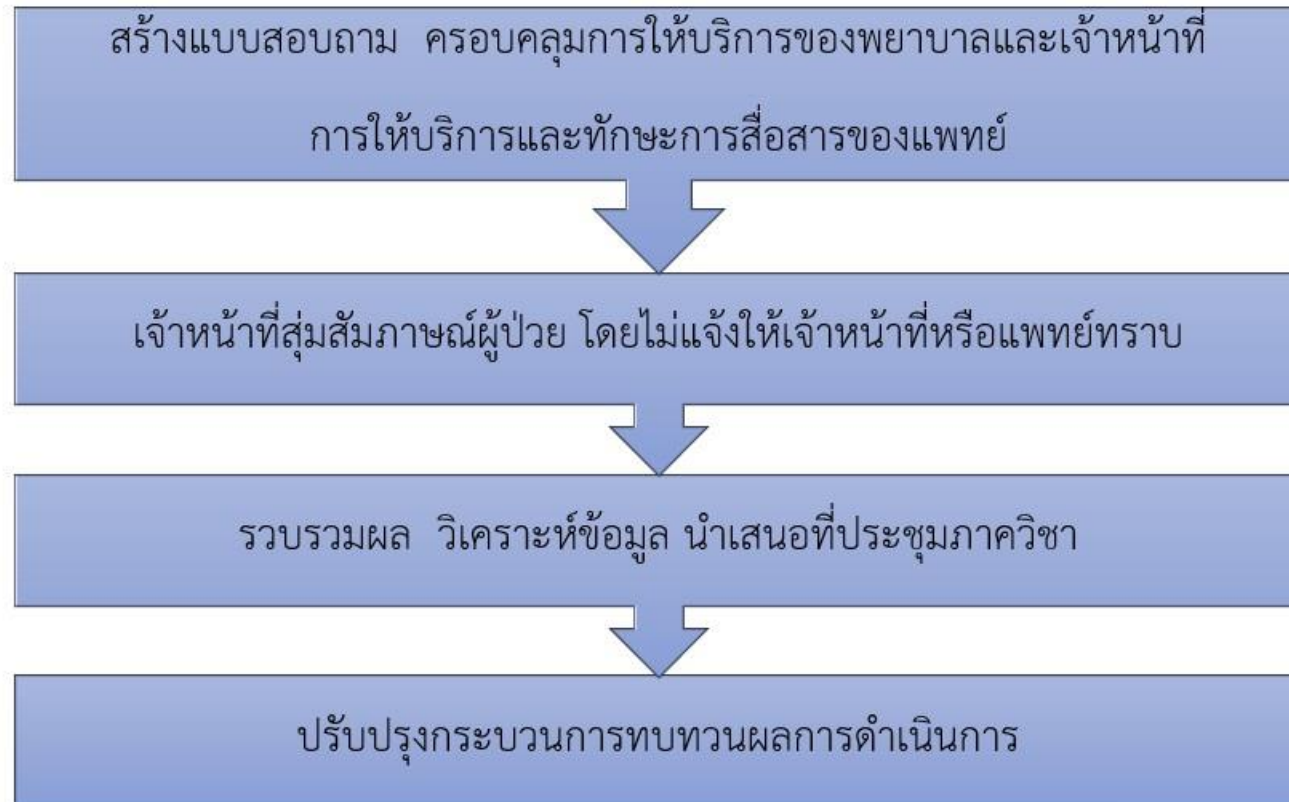 สร้างแบบสอบถาม  ครอบคลุมการให้บริการของพยาบาลและเจ้าหน้าที่
การให้บริการและทักษะการสื่อสารของแพทย์
เจ้าหน้าที่สุ่มสัมภาษณ์ผู้ป่วย โดยไม่แจ้งให้เจ้าหน้าที่หรือแพทย์ทราบ
รวบรวมผล  วิเคราะห์ข้อมูล นำเสนอที่ประชุมภาควิชา
ปรับปรุงกระบวนการทบทวนผลการดำเนินการ